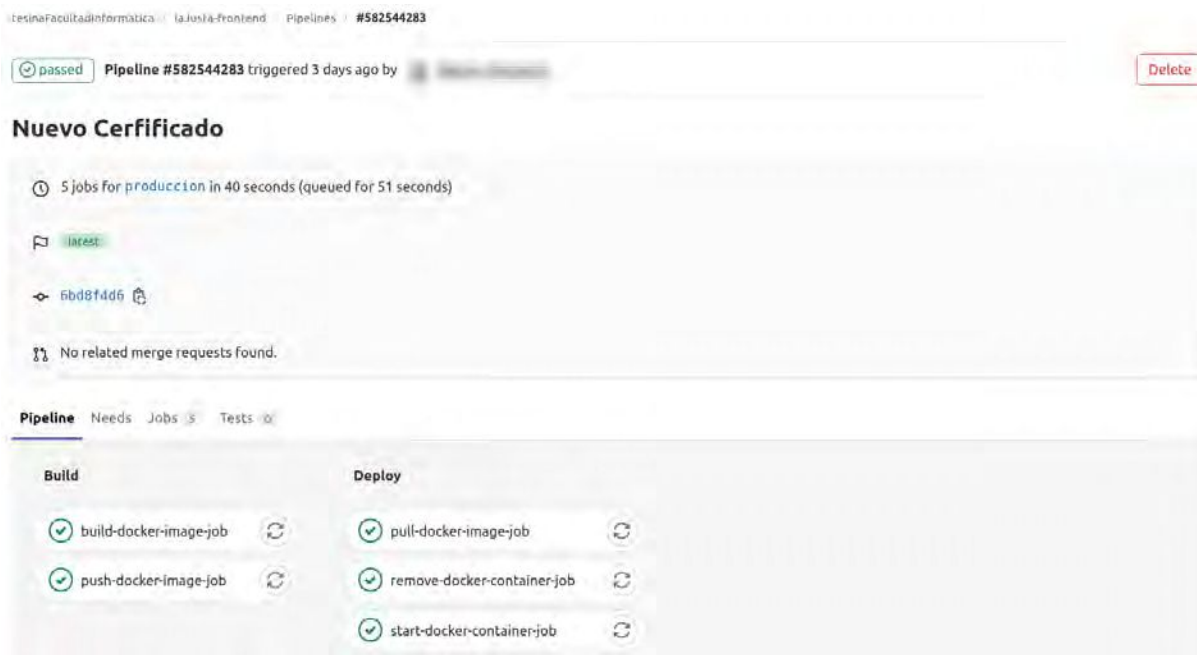 tesinaFacultadInformatica / laJusta-frontend / Pipelines / #582544283
passed Pipeline #582544283 triggered 3 days ago by
Delete
Nuevo Cerfificado
5 jobs for produccion in 40 seconds (queued for 51 seconds)
latest
6bd8f4d6
No related merge requests found.
Pipeline Needs Jobs 5 Tests 0
Build Deploy
build-docker-image-job pull-docker-image-job
push-docker-image-job remove-docker-container-job
start-docker-container-job